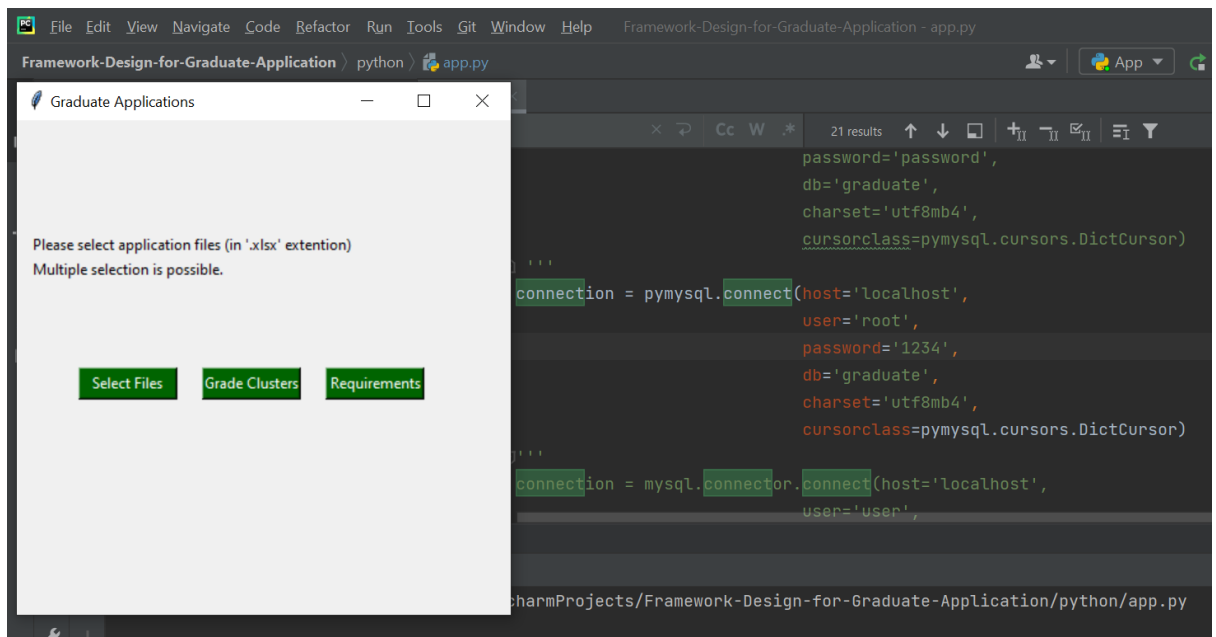 PC File Edit View Navigate Code Refactor Run Tools Git Window Help Framework-Design-for-Graduate-Application - app.py
Framework-Design-for-Graduate-Application python app.py App
Graduate Applications
Please select application files (in '.xlsx' extention)
Multiple selection is possible.
Select Files Grade Clusters Requirements
Cc W .* 21 results
password='password',
db='graduate',
charset='utf8mb4',
cursorclass=pymysql.cursors.DictCursor)
'''
connection = pymysql.connect(host='localhost',
user='root',
password='1234',
db='graduate',
charset='utf8mb4',
cursorclass=pymysql.cursors.DictCursor)
'''
connection = mysql.connector.connect(host='localhost',
user='user',
charmProjects/Framework-Design-for-Graduate-Application/python/app.py